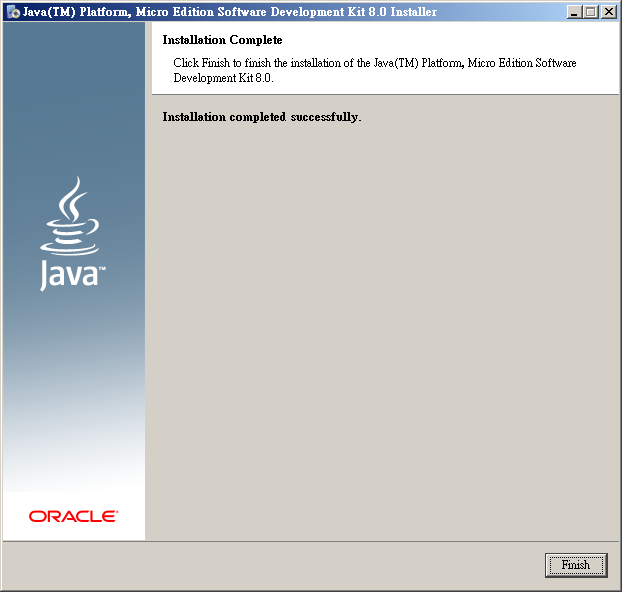 Java(TM) Platform, Micro Edition Software Development Kit 8.0 Installer
Installation Complete
Click Finish to finish the installation of the Java(TM) Platform, Micro Edition Software
Development Kit 8.0.
Installation completed successfully.
Java™
ORACLE®
Finish